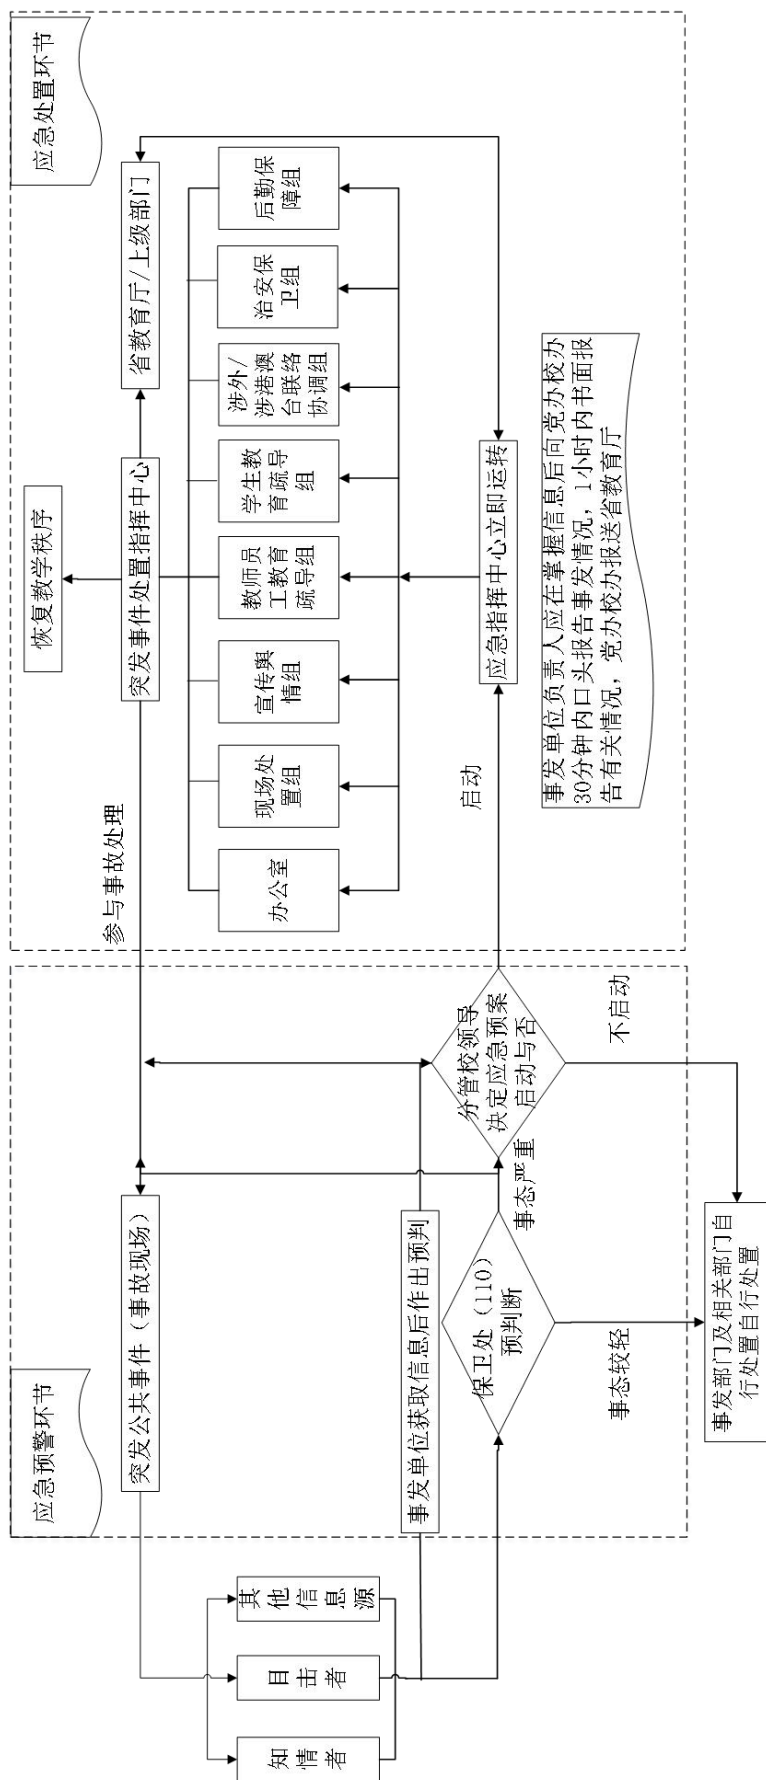 应急预警环节
应急处置环节
恢复教学秩序
突发公共事件（事故现场）
参与事故处理
突发事件处置指挥中心
省教育厅/上级部门
知情者
目击者
其他信息源
办公室
现场处
置组
宣传舆
情组
教师员
工教育
疏导组
学生教
育疏导
组
涉外/
涉港澳
台联络
协调组
治安保
卫组
后勤保
障组
事发单位获取信息后作出预判
保卫处（110）
预判断
事态严重
分管校领导
决定应急预案
启动与否
启动
应急指挥中心立即运转
事态较轻
不启动
事发部门及相关部门自
行处置自行处置
事发单位负责人应在掌握信息后向党办校办
30分钟内口头报告事发情况，1小时内书面报
告有关情况，党办校办报送省教育厅